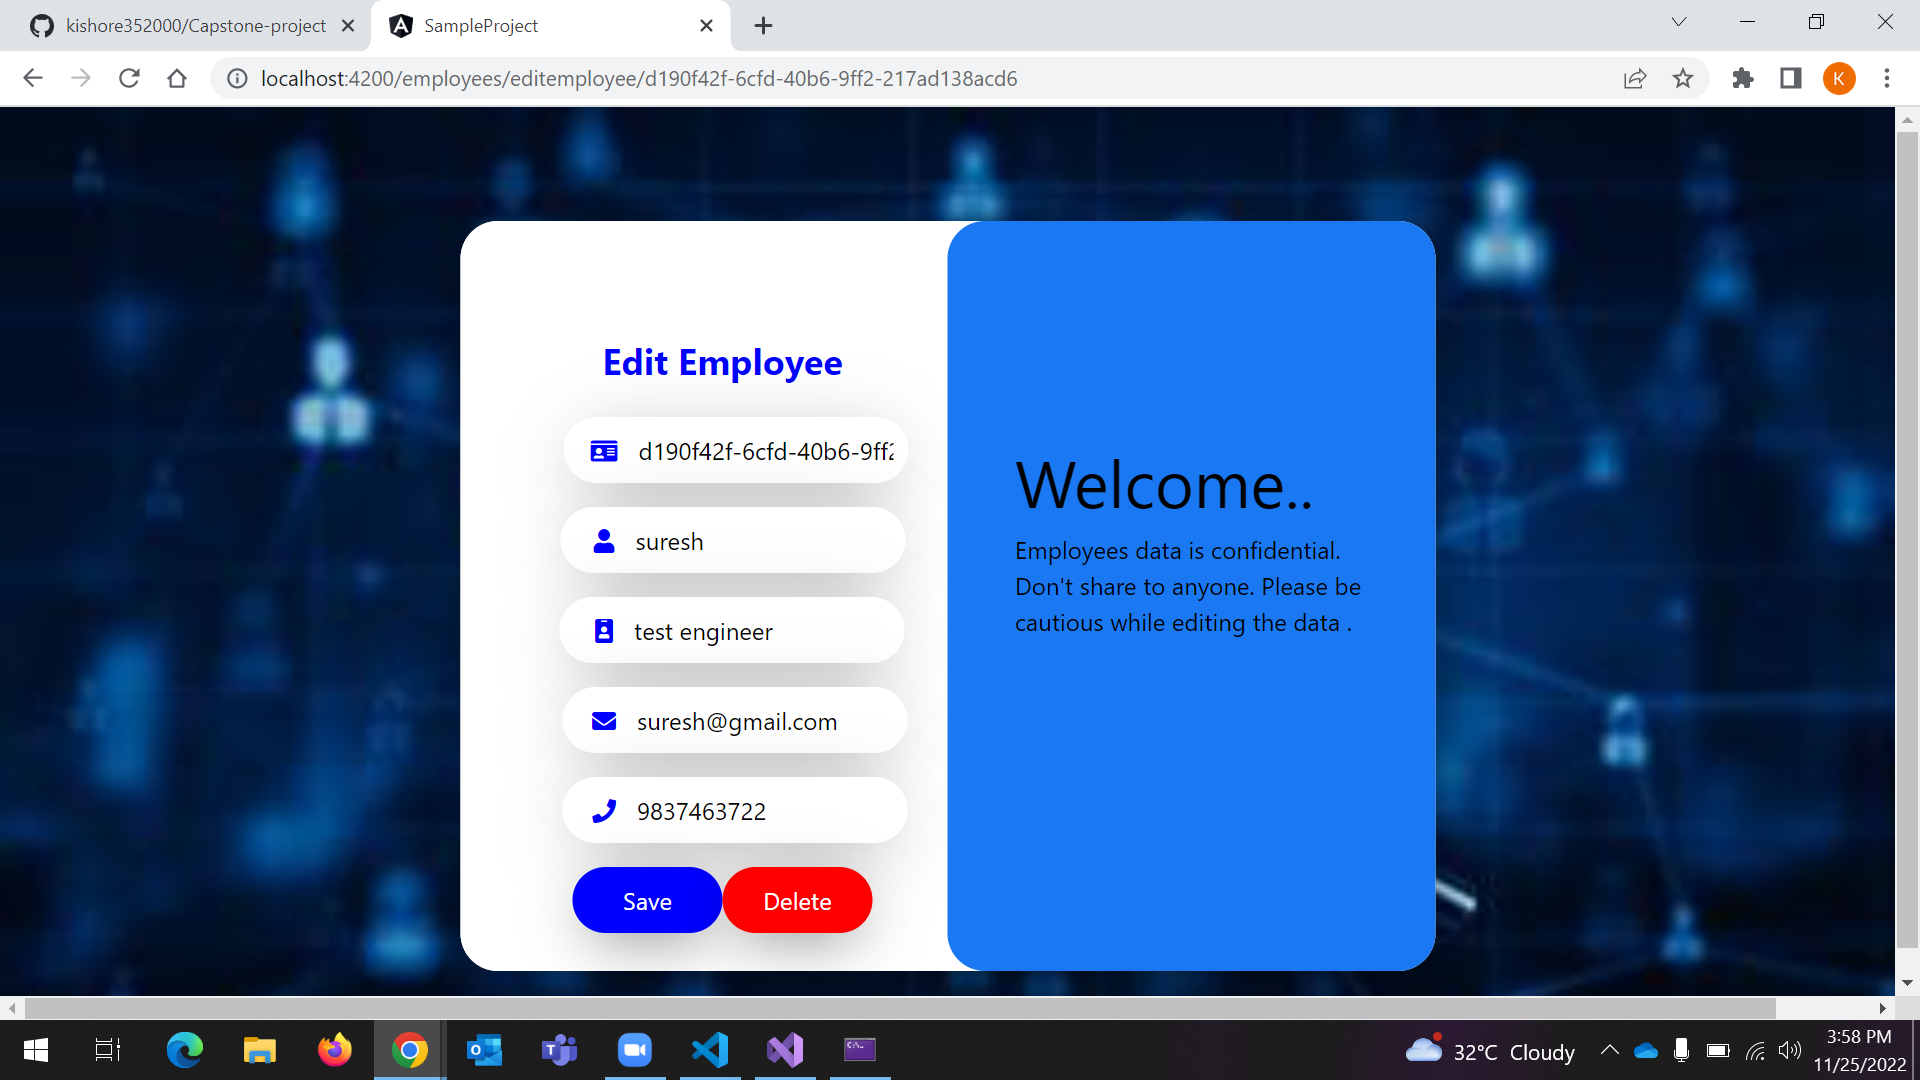 kishore352000/Capstone-project
SampleProject
localhost:4200/employees/editemployee/d190f42f-6cfd-40b6-9ff2-217ad138acd6
K
Edit Employee
d190f42f-6cfd-40b6-9ff2
suresh
test engineer
suresh@gmail.com
9837463722
Save
Delete
Welcome..
Employees data is confidential.
Don't share to anyone. Please be
cautious while editing the data .
32°C Cloudy
3:58 PM
11/25/2022